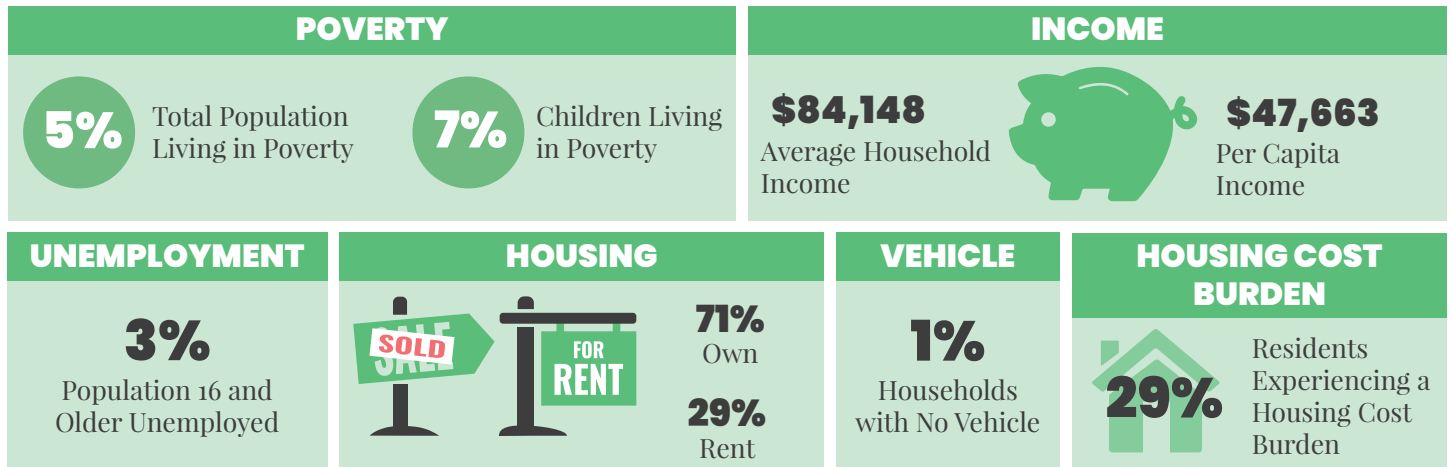 POVERTY
5%
Total Population
Living in Poverty
7%
Children Living
in Poverty
INCOME
$84,148
Average Household
Income
$47,663
Per Capita
Income
UNEMPLOYMENT
3%
Population 16 and
Older Unemployed
HOUSING
SALE
SOLD
FOR
RENT
71%
Own
29%
Rent
VEHICLE
1%
Households
with No Vehicle
HOUSING COST
BURDEN
29%
Residents
Experiencing a
Housing Cost
Burden